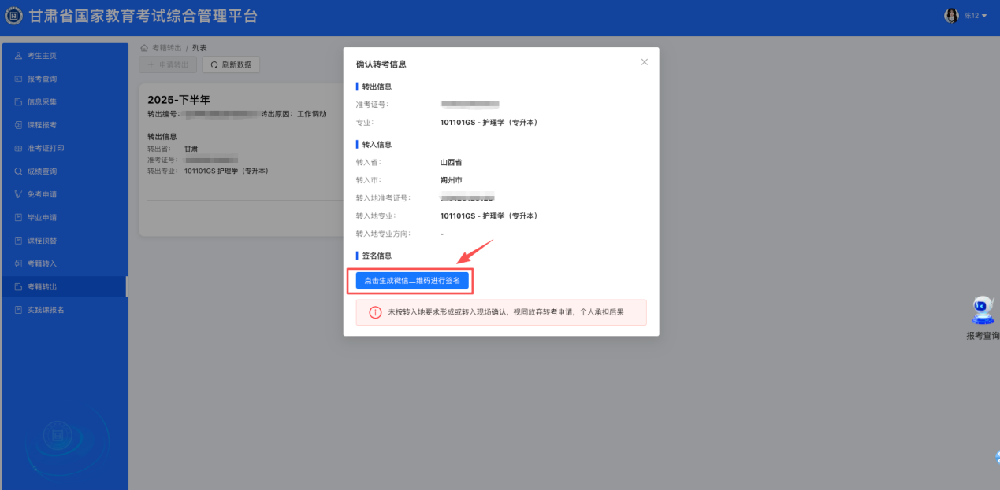 甘肃省国家教育考试综合管理平台
陈12
考生主页
报考查询
信息采集
课程报考
准考证打印
成绩查询
免考申请
毕业申请
课程顶替
考籍转入
考籍转出
实践课报名
考籍转出 / 列表
申请转出
刷新数据
2025-下半年
转出编号:
转出原因: 工作调动
转出信息
转出省: 甘肃
准考证号:
转出专业: 101101GS 护理学（专升本）
确认转考信息
转出信息
准考证号:
专业: 101101GS - 护理学（专升本）
转入信息
转入省: 山西省
转入市: 朔州市
转入地准考证号:
转入地专业: 101101GS - 护理学（专升本）
转入地专业方向: -
签名信息
点击生成微信二维码进行签名
未按转入地要求形成或转入现场确认，视同放弃转考申请，个人承担后果
报考查询